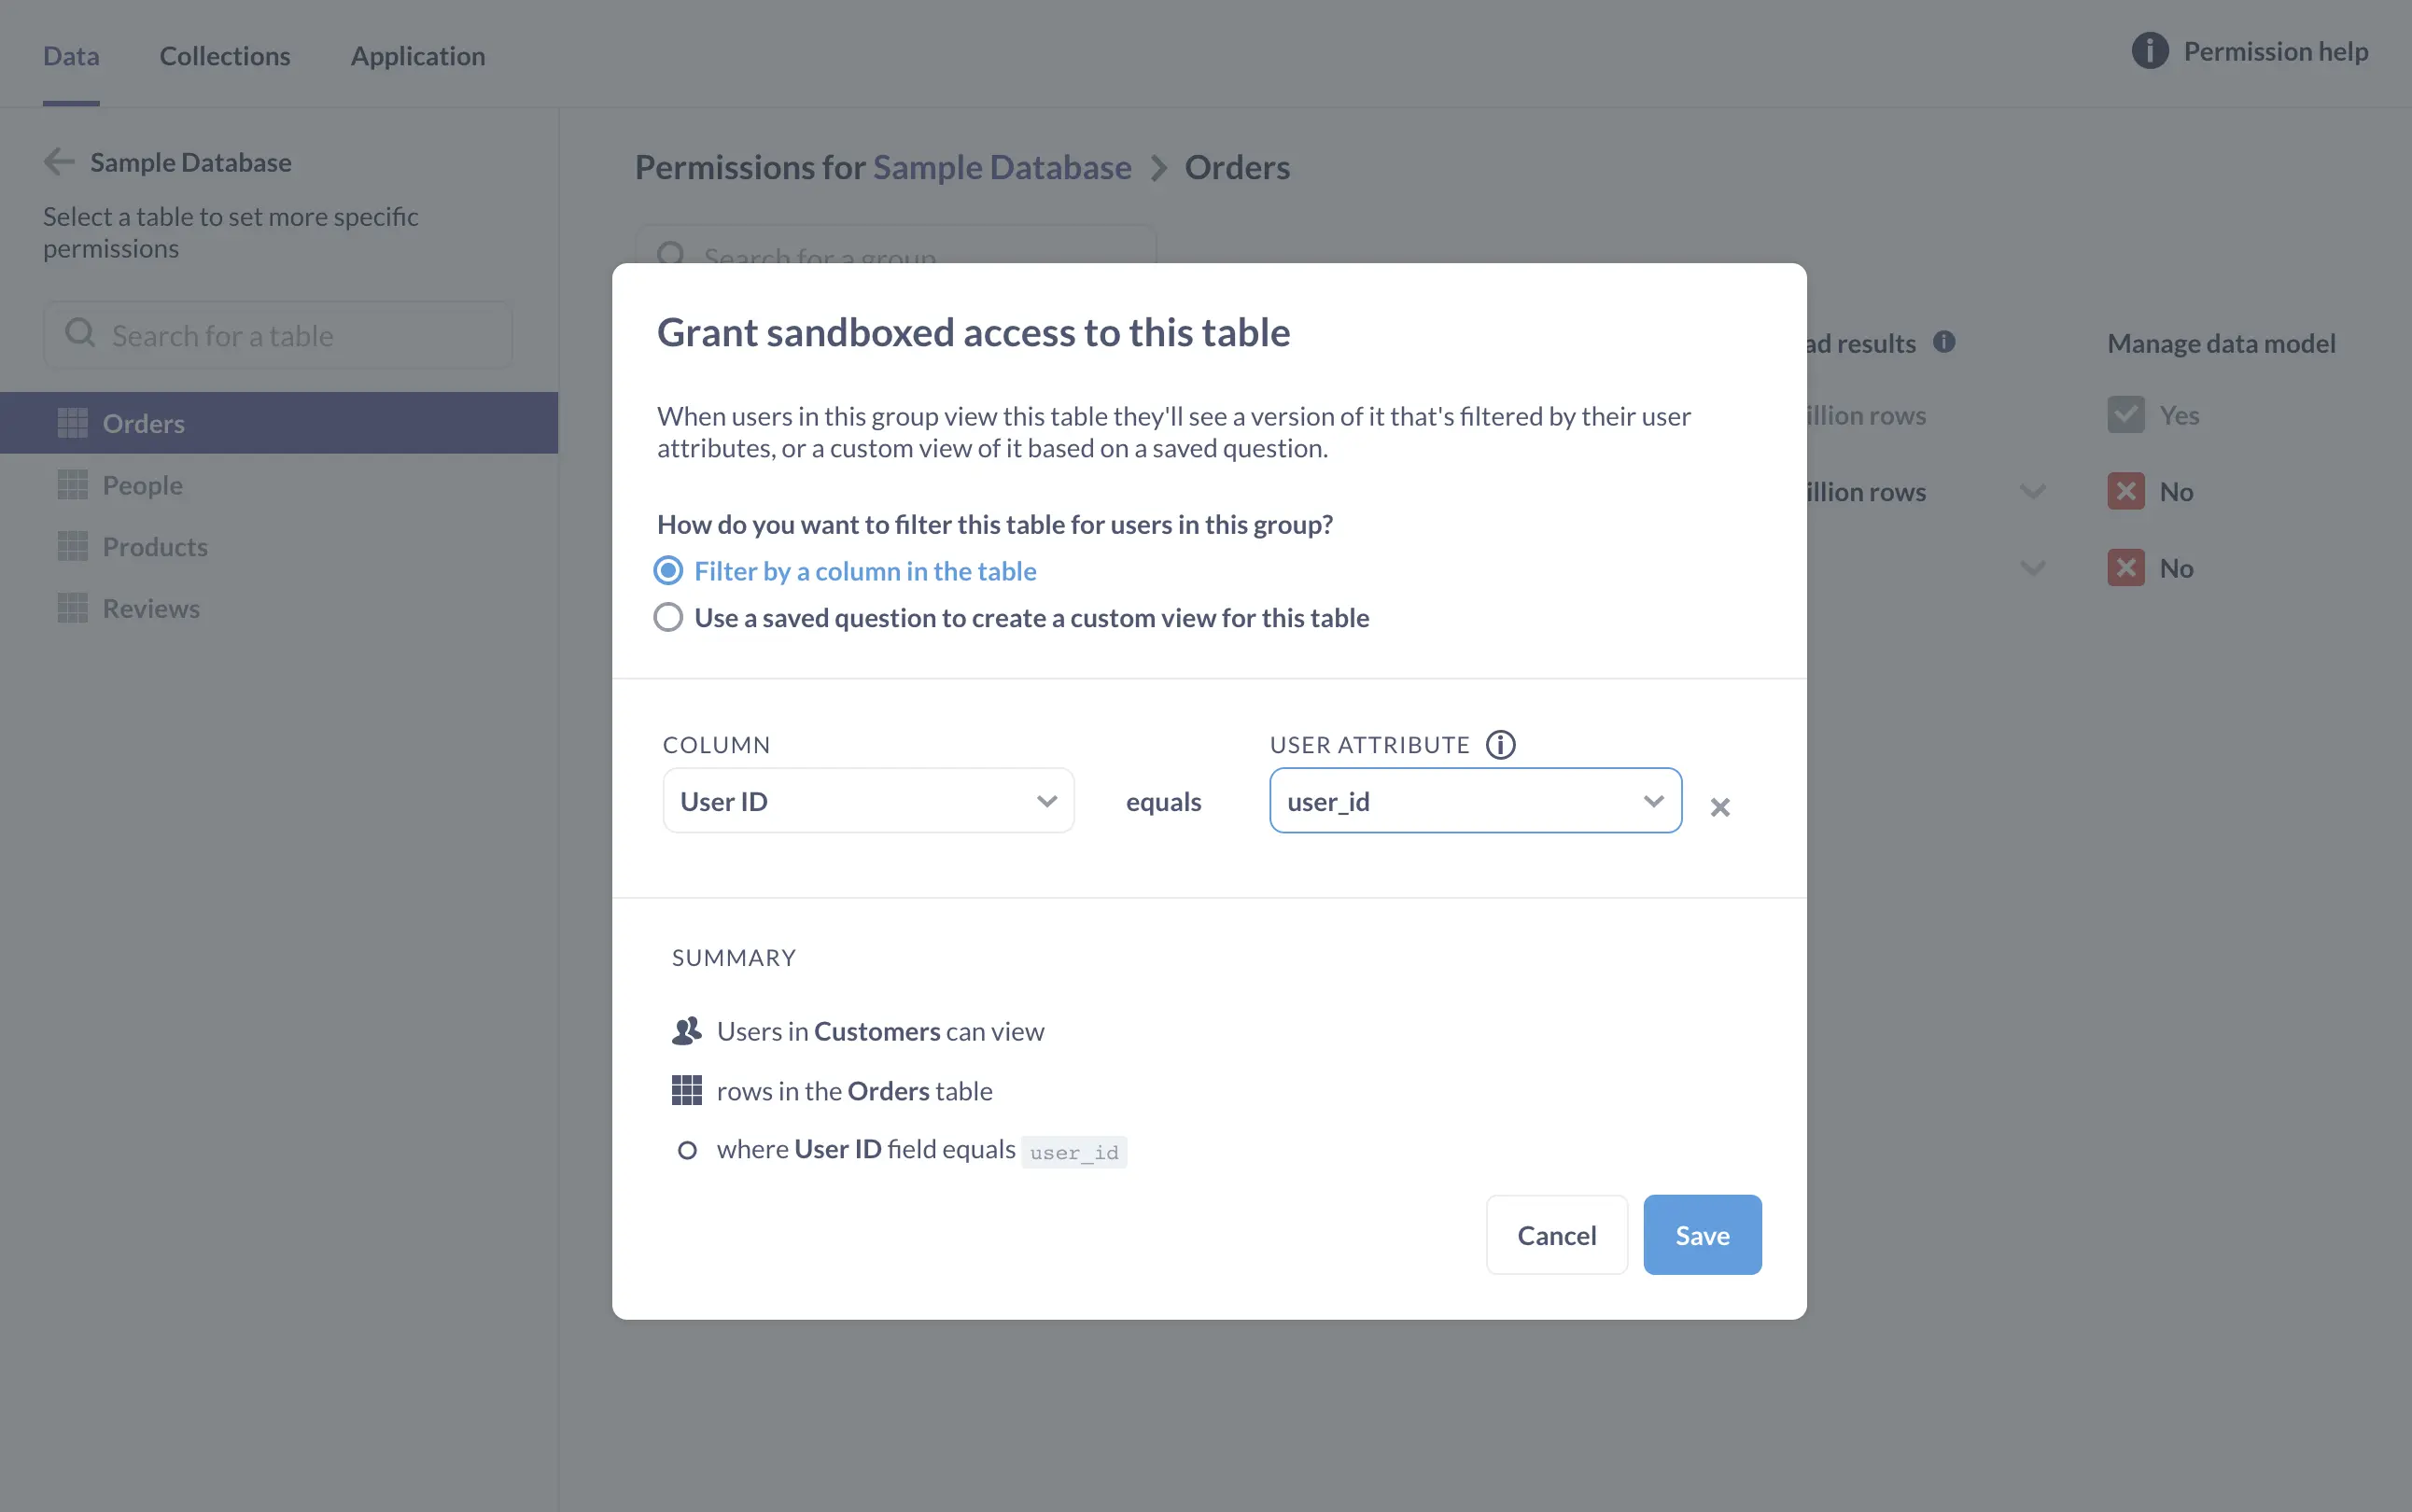 Data
Collections
Application
Permission help
Sample Database
Select a table to set more specific
permissions
Search for a table
Orders
People
Products
Reviews
Permissions for Sample Database > Orders
Search for a group
results
Manage data model
rows
Yes
rows
No
No
Grant sandboxed access to this table
When users in this group view this table they'll see a version of it that's filtered by their user
attributes, or a custom view of it based on a saved question.
How do you want to filter this table for users in this group?
Filter by a column in the table
Use a saved question to create a custom view for this table
COLUMN
USER ATTRIBUTE
User ID
equals
user_id
SUMMARY
Users in Customers can view
rows in the Orders table
where User ID field equals user_id
Cancel
Save